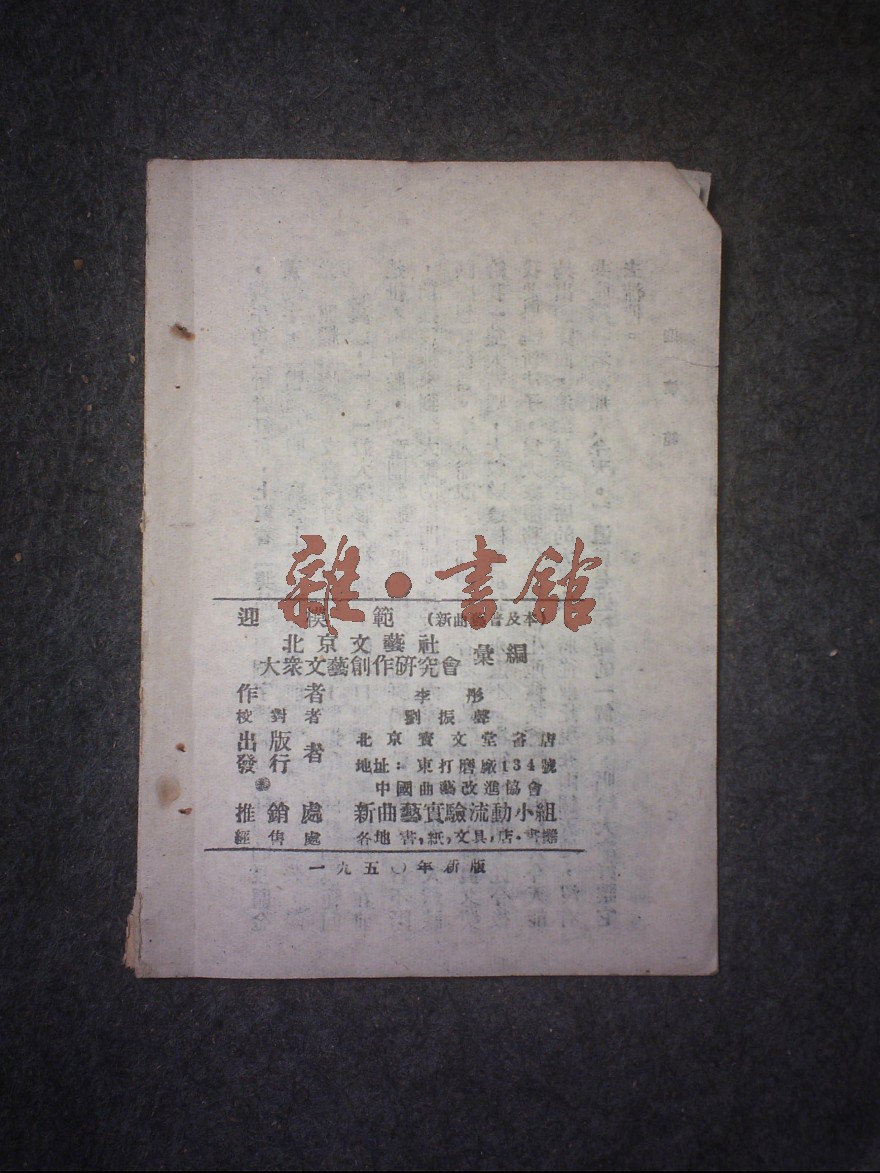 雜·書館
迎模範（新曲藝普及本）
北京文藝社
大衆文藝創作研究會 彙編
作者 李彤
校對者 劉振聲
出版
發行 者 北京寶文堂書店
地址：東打磨廠134號
中國曲藝改進協會
推銷處 新曲藝實驗流動小組
經售處 各地書,紙,文具,店·書攤
一九五〇年新版